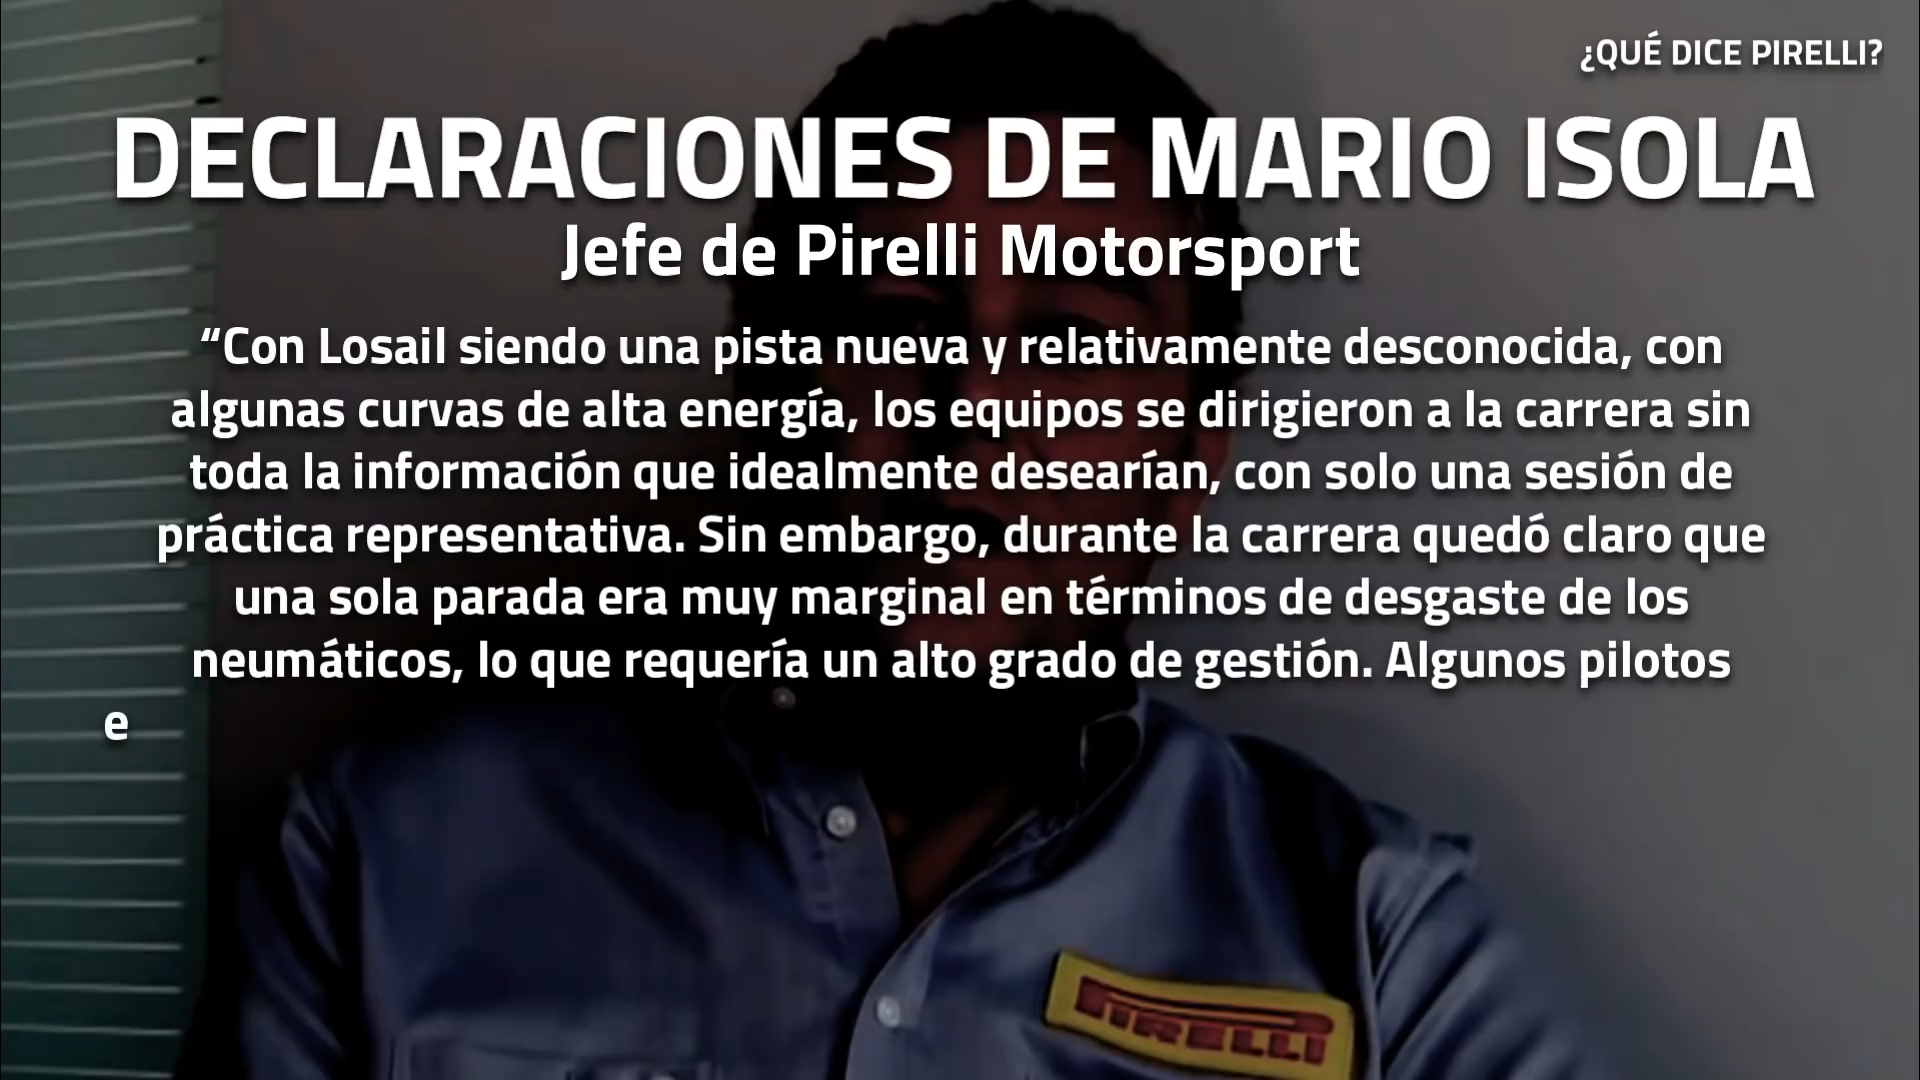 ¿QUÉ DICE PIRELLI?
DECLARACIONES DE MARIO ISOLA
Jefe de Pirelli Motorsport
“Con Losail siendo una pista nueva y relativamente desconocida, con
algunas curvas de alta energía, los equipos se dirigieron a la carrera sin
toda la información que idealmente desearían, con solo una sesión de
práctica representativa. Sin embargo, durante la carrera quedó claro que
una sola parada era muy marginal en términos de desgaste de los
neumáticos, lo que requería un alto grado de gestión. Algunos pilotos
e
PIRELLI